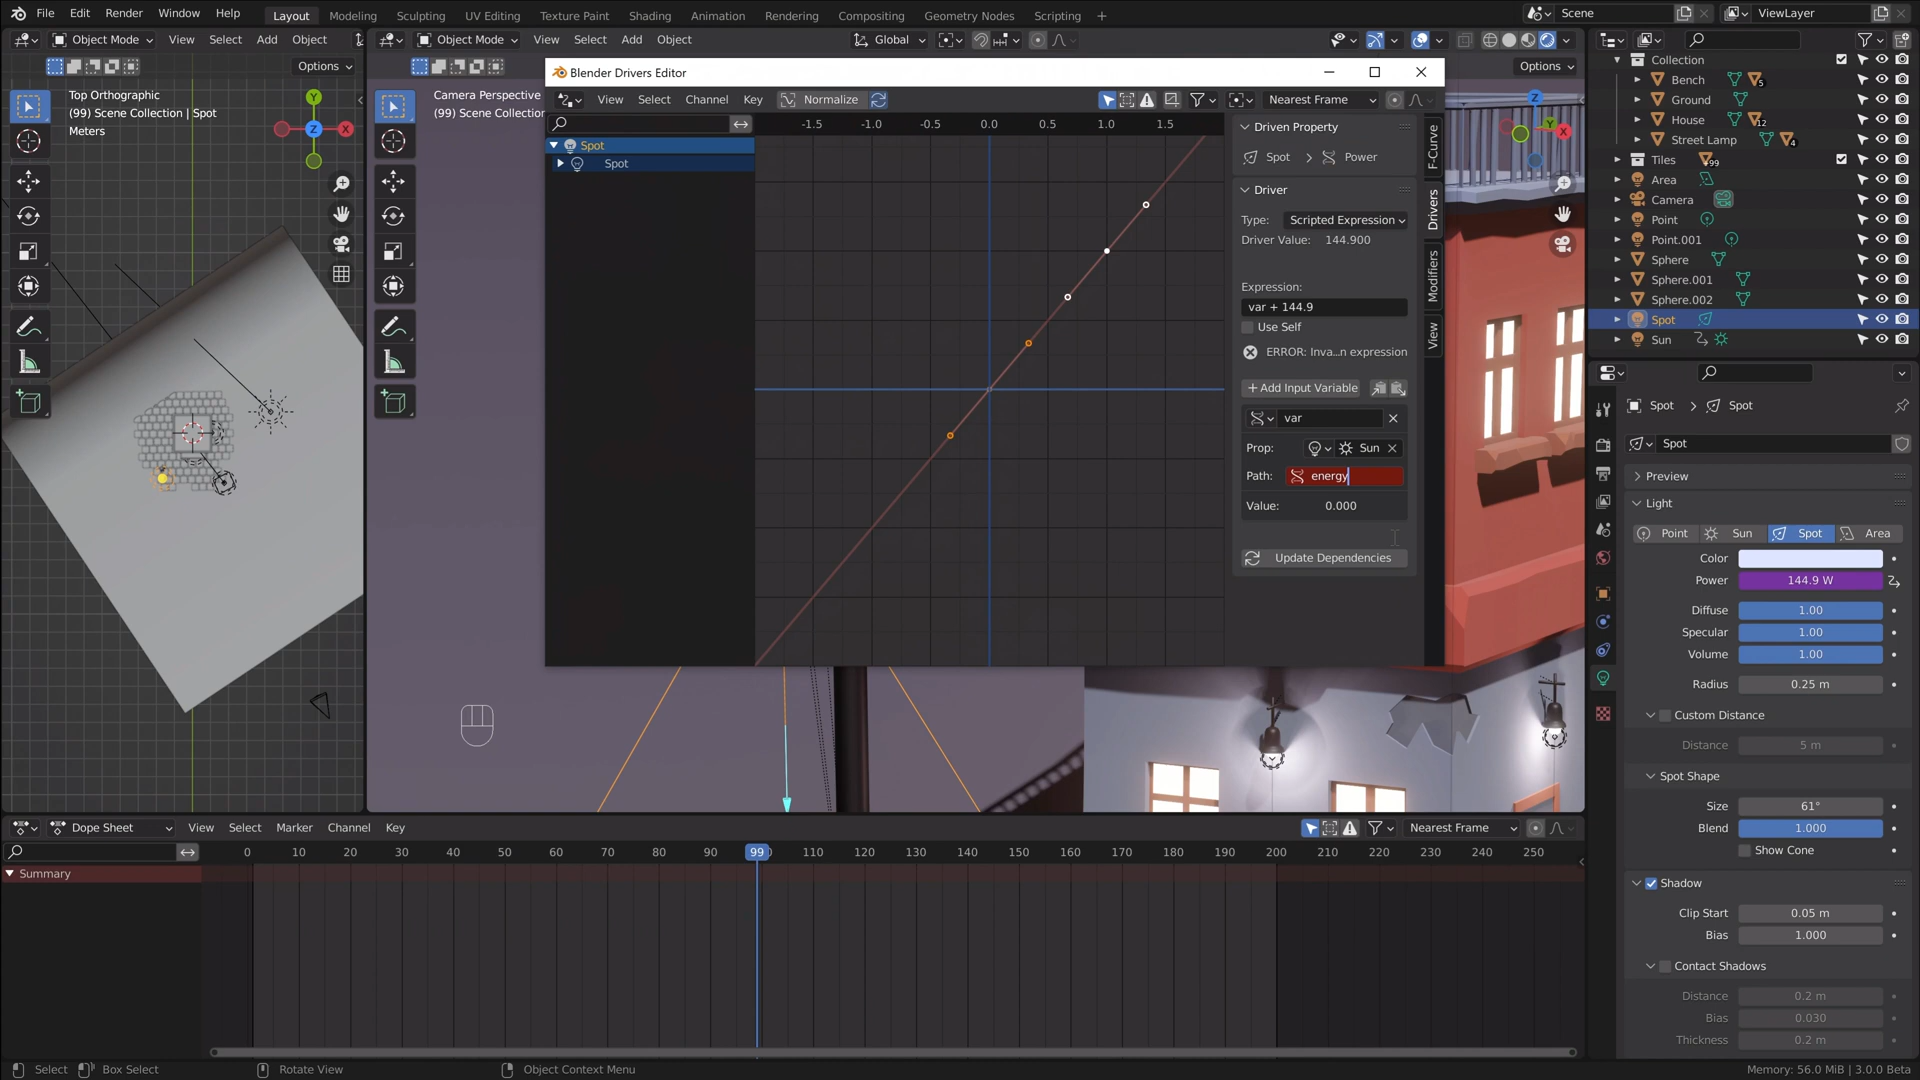 File Edit Render Window Help
Layout Modeling Sculpting UV Editing Texture Paint Shading Animation Rendering Compositing Geometry Nodes Scripting +
Scene
ViewLayer
Object Mode View Select Add Object
Object Mode View Select Add Object
Global
Options
Options
Top Orthographic
(99) Scene Collection | Spot
Meters
Y
Z
X
Camera Perspective
(99) Scene Collection
Z
Y
X
Blender Drivers Editor
View Select Channel Key Normalize
Nearest Frame
-1.5 -1.0 -0.5 0.0 0.5 1.0 1.5
Spot
Spot
Driven Property
Spot > Power
Driver
Type: Scripted Expression
Driver Value: 144.900
Expression:
var + 144.9
Use Self
ERROR: Inva...n expression
+ Add Input Variable
var
Prop: Sun
Path: energy
Value: 0.000
Update Dependencies
F-Curve
Drivers
Modifiers
View
Collection
Bench 5
Ground
House 12
Street Lamp 4
Tiles +99
Area
Camera
Point
Point.001
Sphere
Sphere.001
Sphere.002
Spot
Sun
Spot > Spot
Spot
Preview
Light
Point Sun Spot Area
Color
Power 144.9 W
Diffuse 1.00
Specular 1.00
Volume 1.00
Radius 0.25 m
Custom Distance
Distance 5 m
Spot Shape
Size 61°
Blend 1.000
Show Cone
Shadow
Clip Start 0.05 m
Bias 1.000
Contact Shadows
Distance 0.2 m
Bias 0.030
Thickness 0.2 m
Dope Sheet View Select Marker Channel Key
Nearest Frame
0 10 20 30 40 50 60 70 80 90 99 110 120 130 140 150 160 170 180 190 200 210 220 230 240 250
Summary
Select Box Select Rotate View Object Context Menu
Memory: 56.0 MiB | 3.0.0 Beta